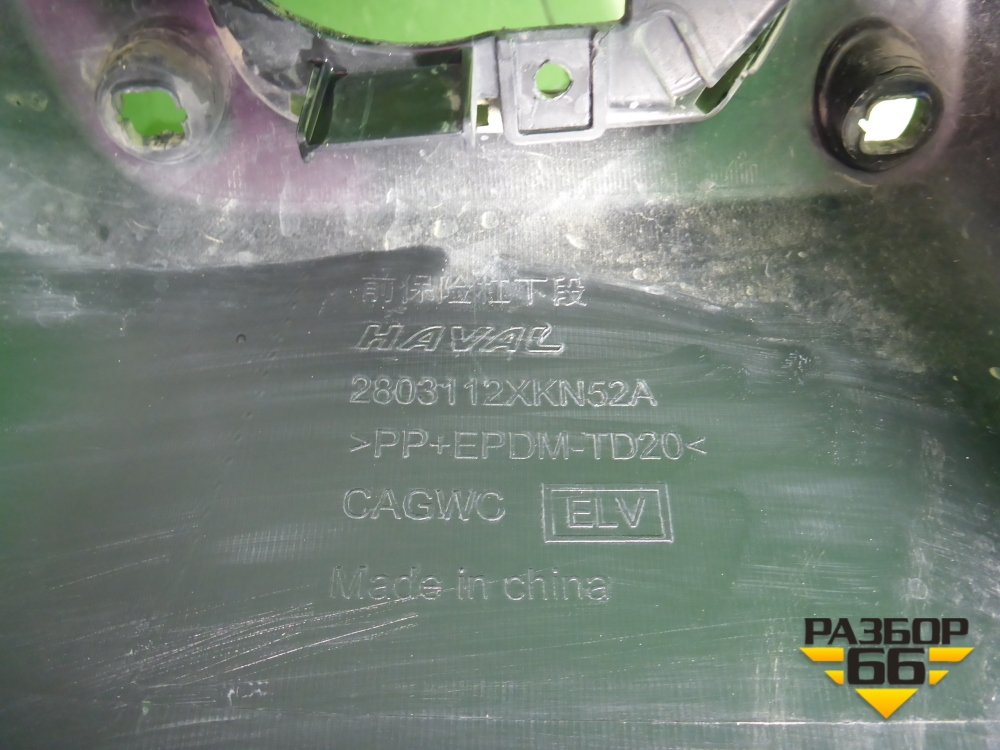 前保险杠下段
HAVAL
2803112XKN52A
>PP+EPDM-TD20<
CAGWC ELV
Made in china
РАЗБОР
66